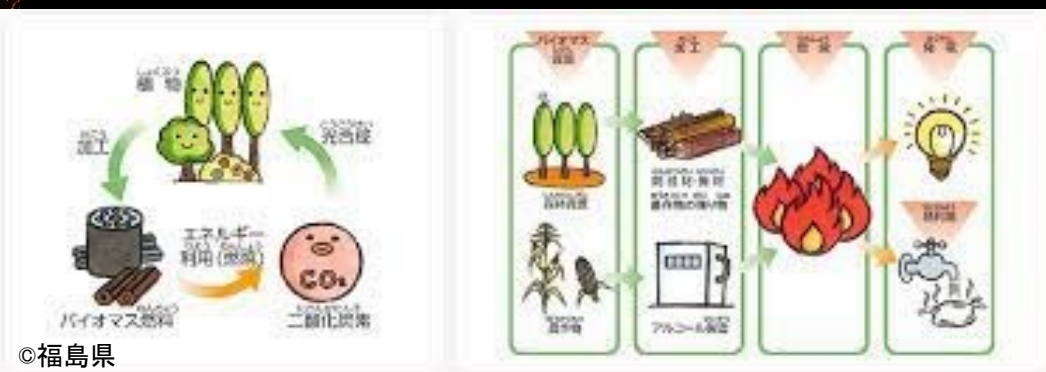 植物
加工
光合成
エネルギー
利用(燃焼)
CO₂
バイオマス燃料
二酸化炭素
©福島県
バイオマス
資源
加工
燃焼
発電
森林資源
間伐材・廃材
農作物の残り物
熱利用
農作物
アルコール製造